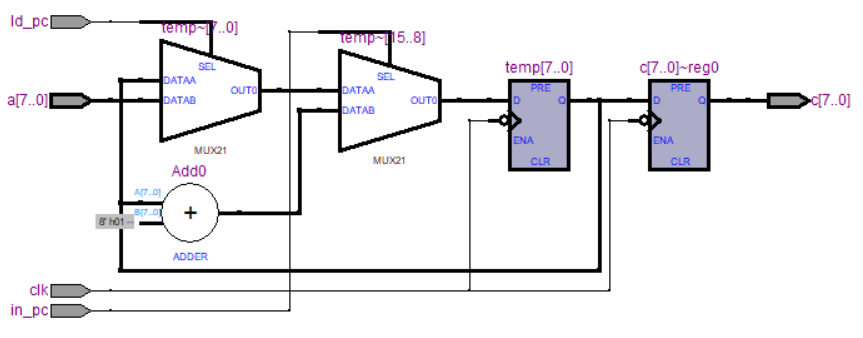 ld_pc
temp~[7..0]
SEL
DATAA
DATAB
OUT0
MUX21
temp~[15..8]
SEL
DATAA
DATAB
OUT0
MUX21
temp[7..0]
PRE
D
Q
ENA
CLR
c[7..0]~reg0
PRE
D
Q
ENA
CLR
c[7..0]
a[7..0]
Add0
A[7..0]
B[7..0]
8' h01 --
+
ADDER
clk
in_pc